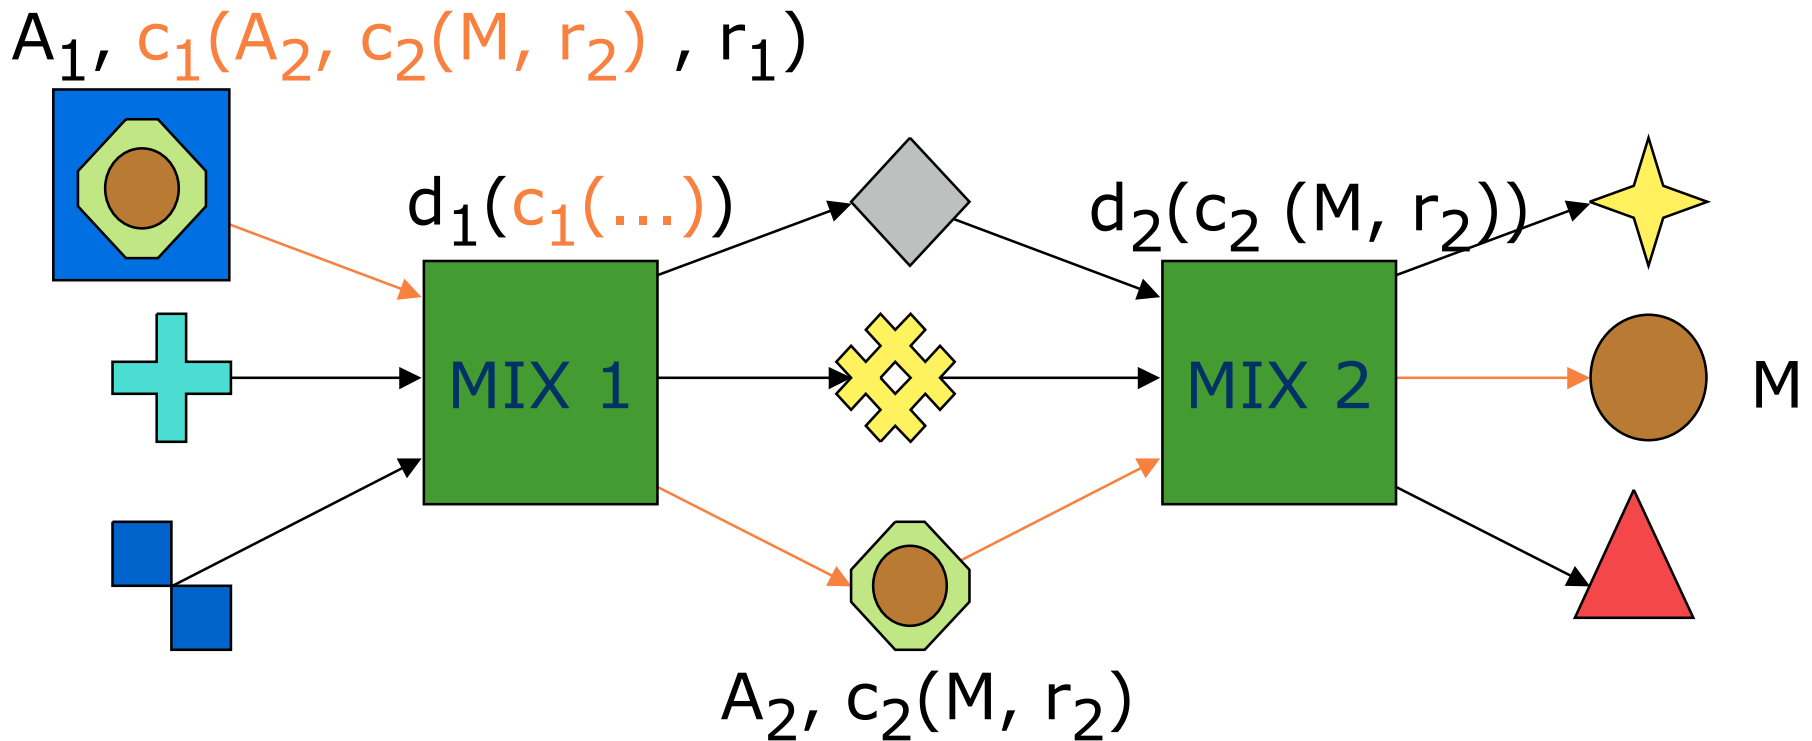 A₁, c₁(A₂, c₂(M, r₂) , r₁)
d₁(c₁(...))
d₂(c₂ (M, r₂))
MIX 1
MIX 2
M
A₂, c₂(M, r₂)